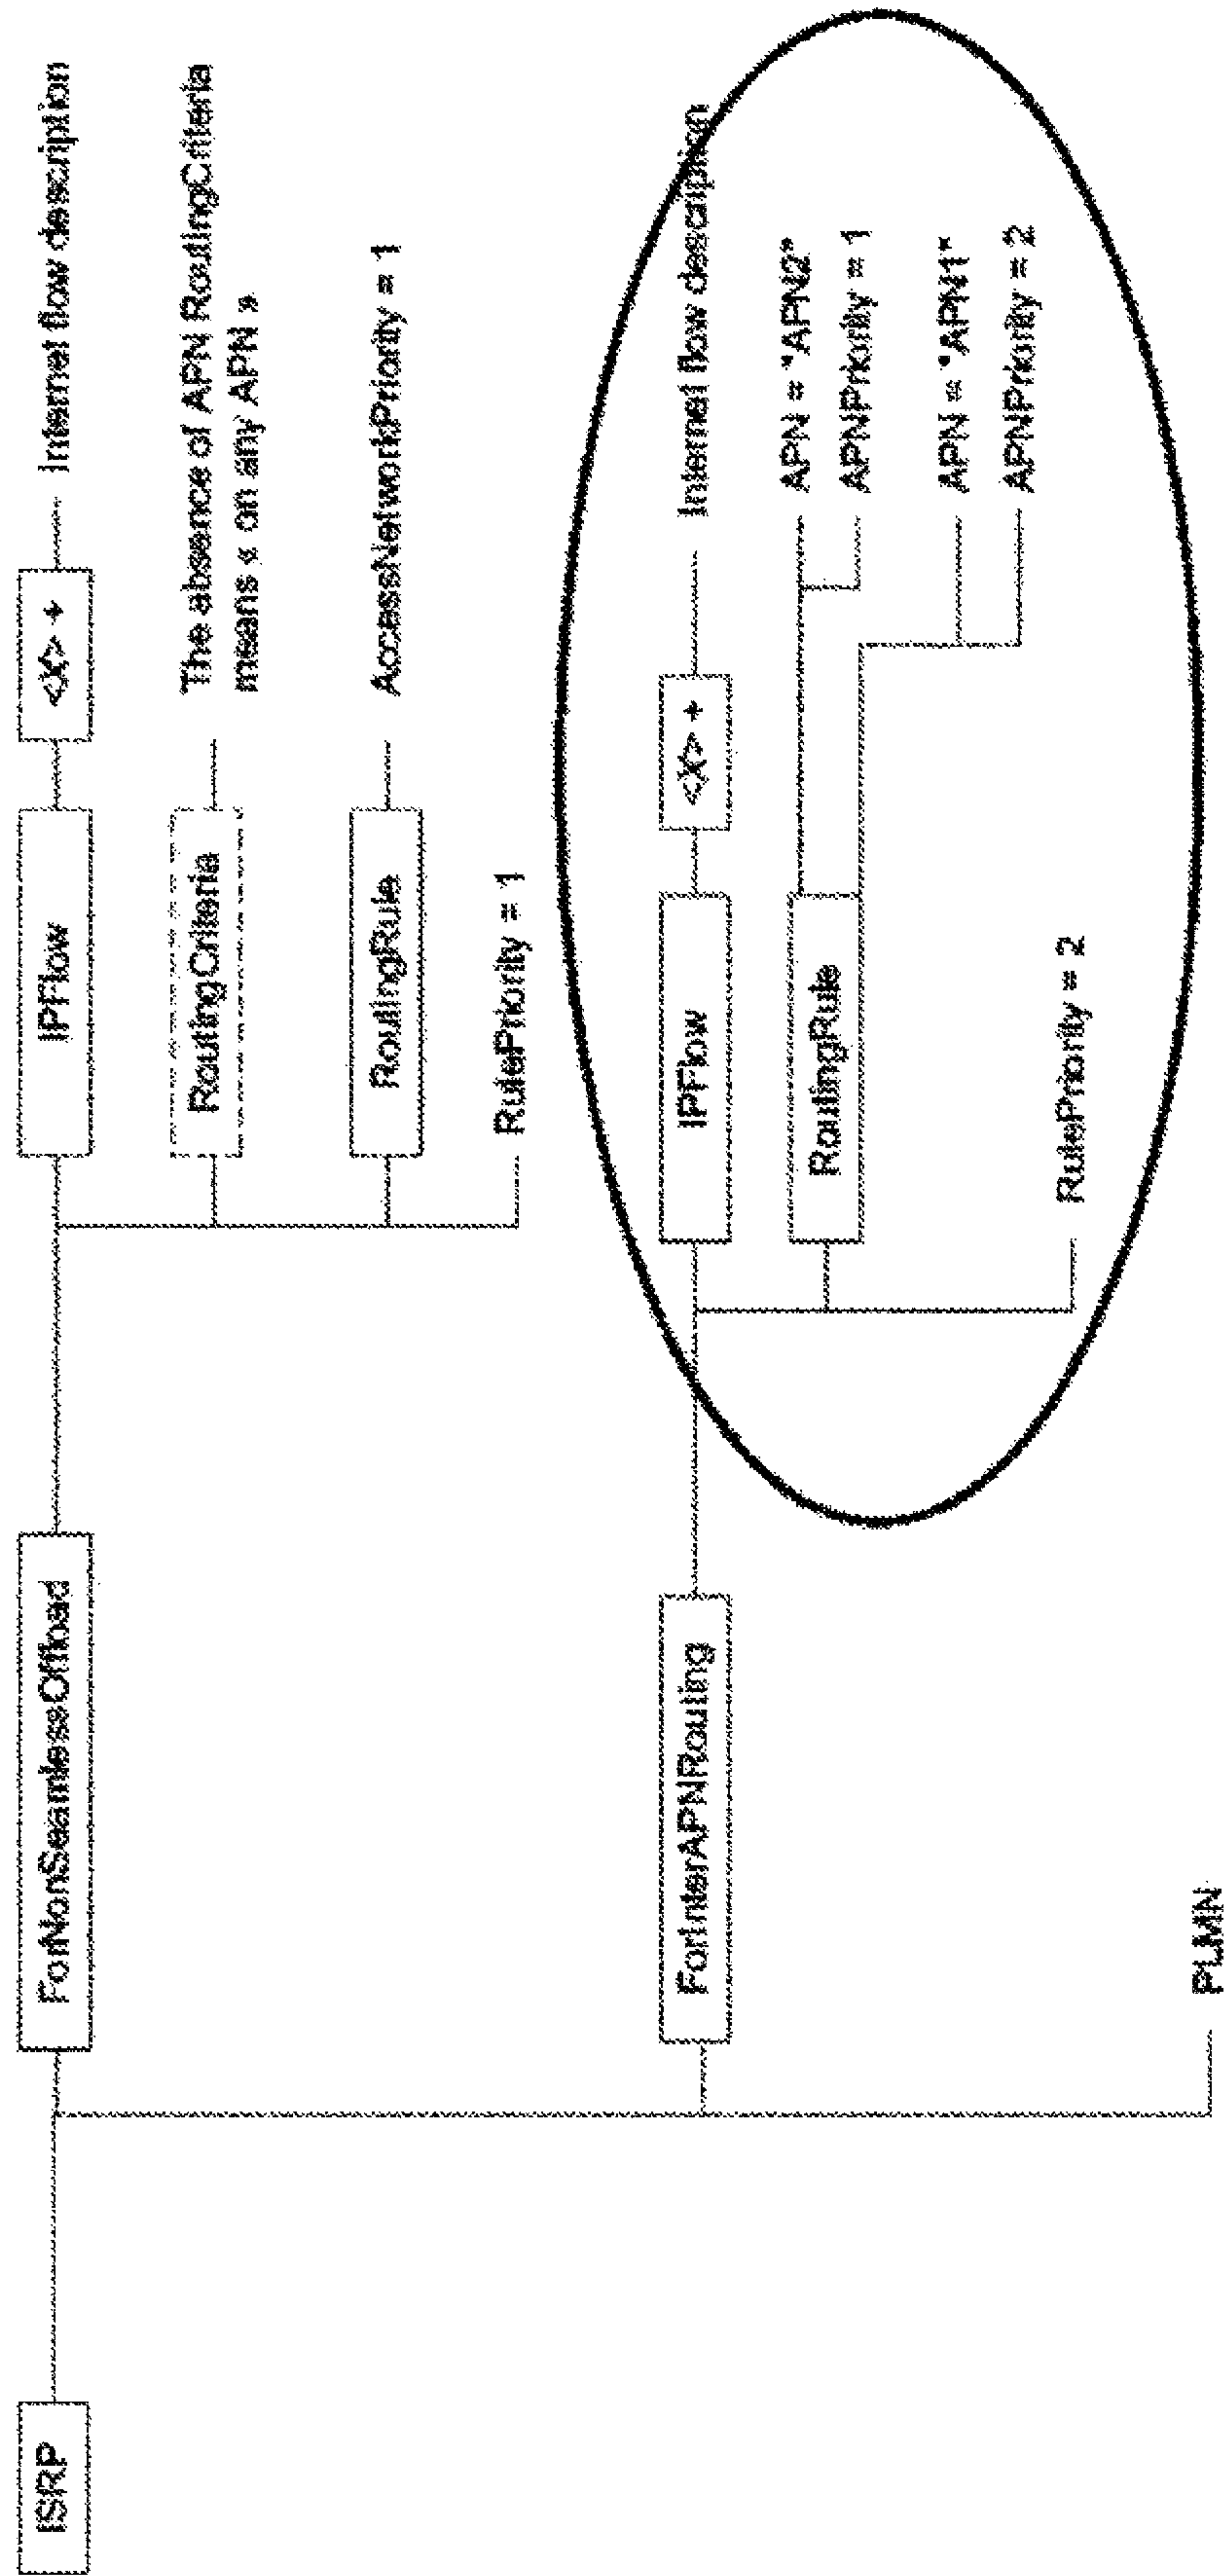 ISRP
ForNonSeamlessOffload
IPFlow
<X> +
Internet flow description
RoutingCriteria
The absence of APN RoutingCriteria
means « on any APN »
RoutingRule
AccessNetworkPriority = 1
RulePriority = 1
ForInterAPNRouting
IPFlow
<X> +
Internet flow description
RoutingRule
APN = "APN2"
APNPriority = 1
APN = "APN1"
APNPriority = 2
RulePriority = 2
PLMN